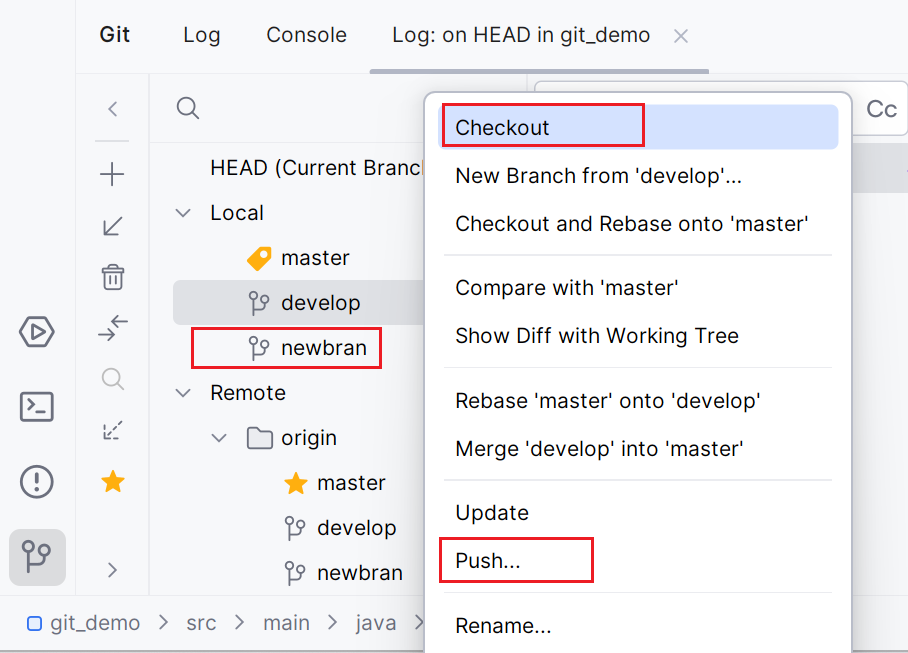 Git Log Console Log: on HEAD in git_demo
Cc
HEAD (Current Branc
Local
master
develop
newbran
Remote
origin
master
develop
newbran
Checkout
New Branch from 'develop'...
Checkout and Rebase onto 'master'
Compare with 'master'
Show Diff with Working Tree
Rebase 'master' onto 'develop'
Merge 'develop' into 'master'
Update
Push...
Rename...
git_demo > src > main > java >